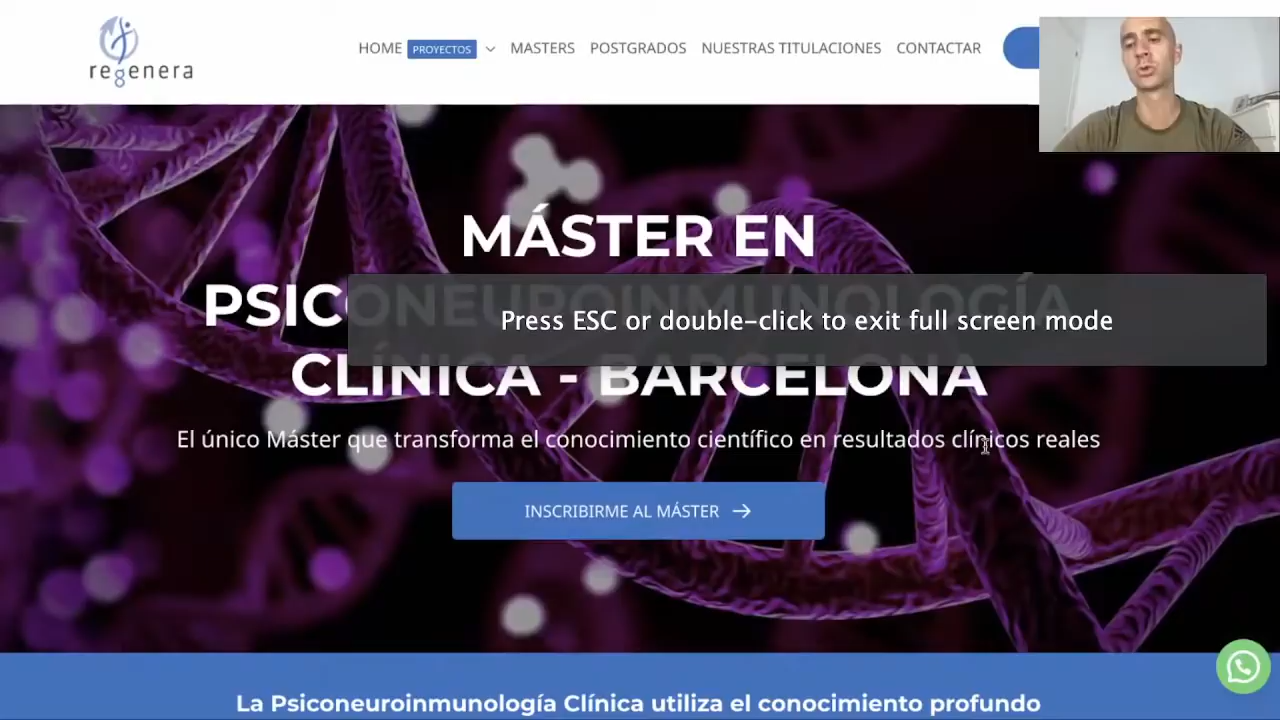 regenera
HOME PROYECTOS MASTERS POSTGRADOS NUESTRAS TITULACIONES CONTACTAR
MÁSTER EN
PSICONEUROINMUNOLOGÍA
Press ESC or double-click to exit full screen mode
CLÍNICA - BARCELONA
El único Máster que transforma el conocimiento científico en resultados clínicos reales
INSCRIBIRME AL MÁSTER →
La Psiconeuroinmunología Clínica utiliza el conocimiento profundo